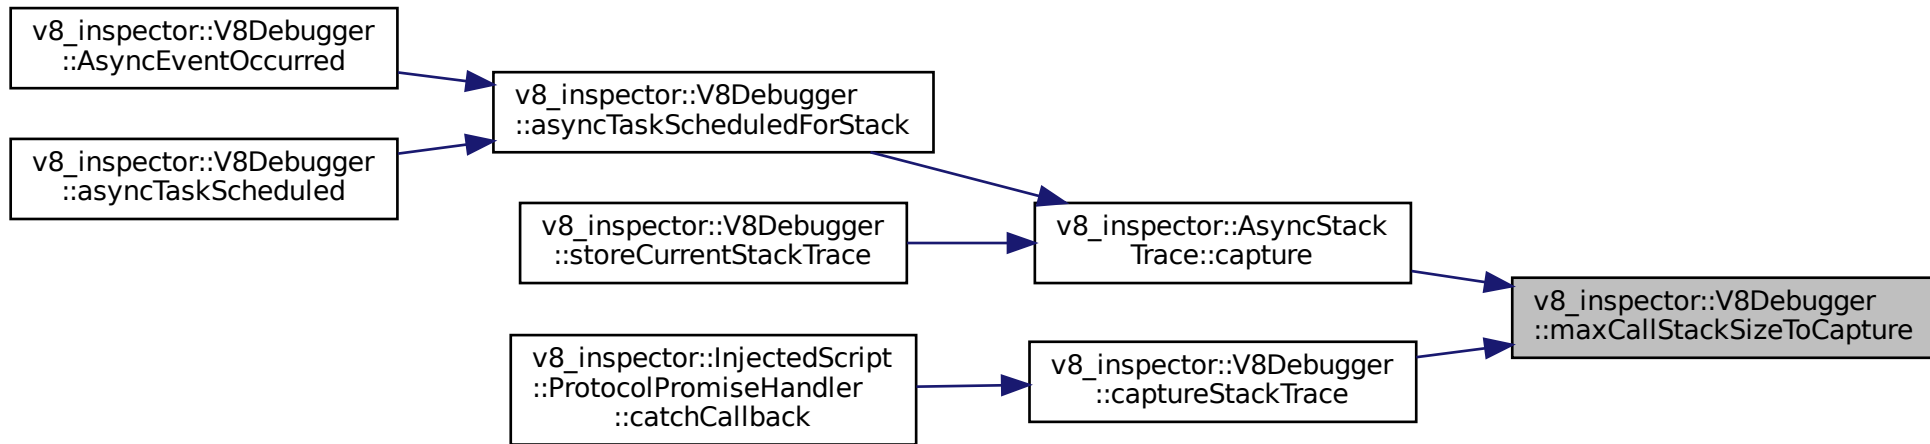 v8_inspector::V8Debugger
::AsyncEventOccurred
v8_inspector::V8Debugger
::asyncTaskScheduled
v8_inspector::V8Debugger
::asyncTaskScheduledForStack
v8_inspector::V8Debugger
::storeCurrentStackTrace
v8_inspector::InjectedScript
::ProtocolPromiseHandler
::catchCallback
v8_inspector::AsyncStack
Trace::capture
v8_inspector::V8Debugger
::captureStackTrace
v8_inspector::V8Debugger
::maxCallStackSizeToCapture